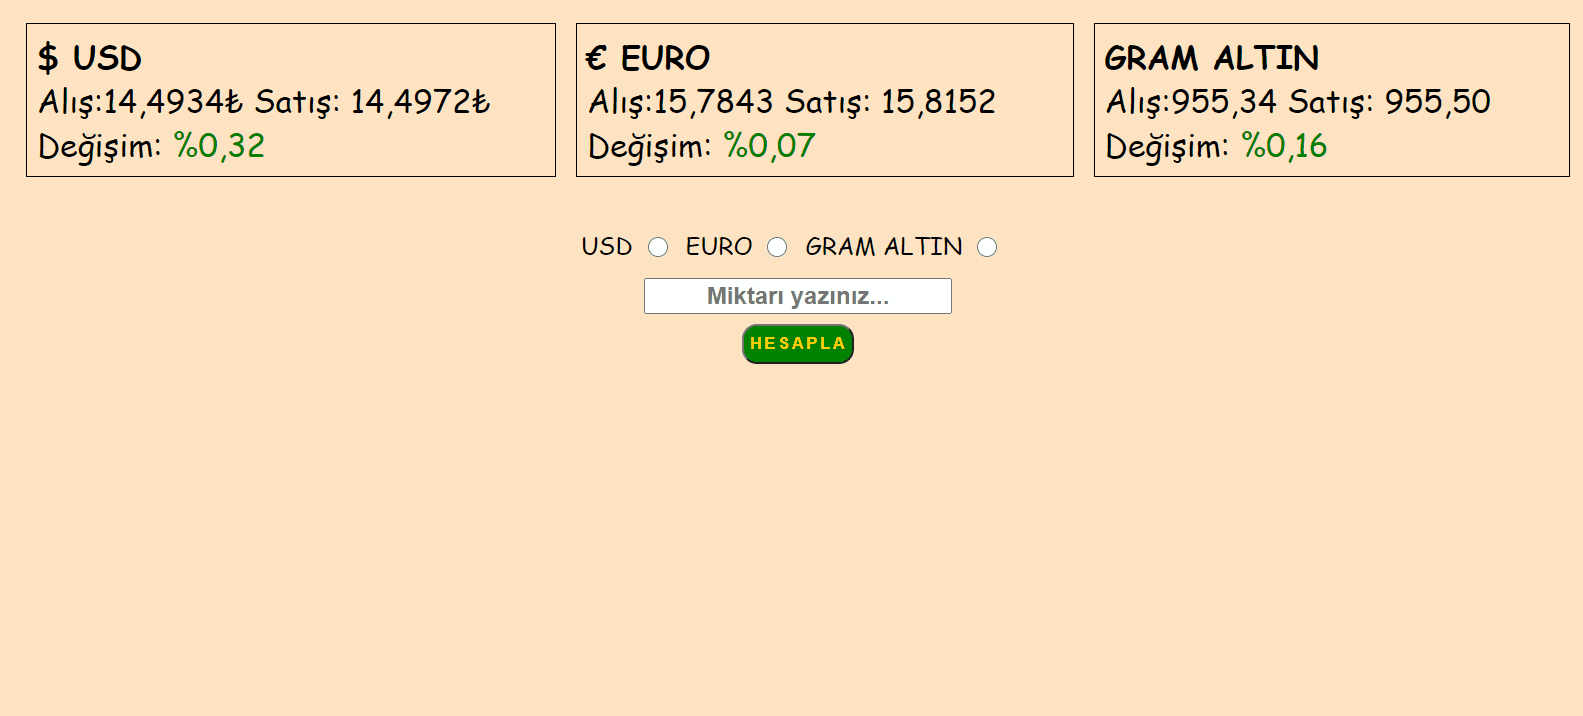 $ USD
Alış:14,4934₺ Satış: 14,4972₺
Değişim: %0,32
€ EURO
Alış:15,7843 Satış: 15,8152
Değişim: %0,07
GRAM ALTIN
Alış:955,34 Satış: 955,50
Değişim: %0,16
USD EURO GRAM ALTIN
Miktarı yazınız...
HESAPLA